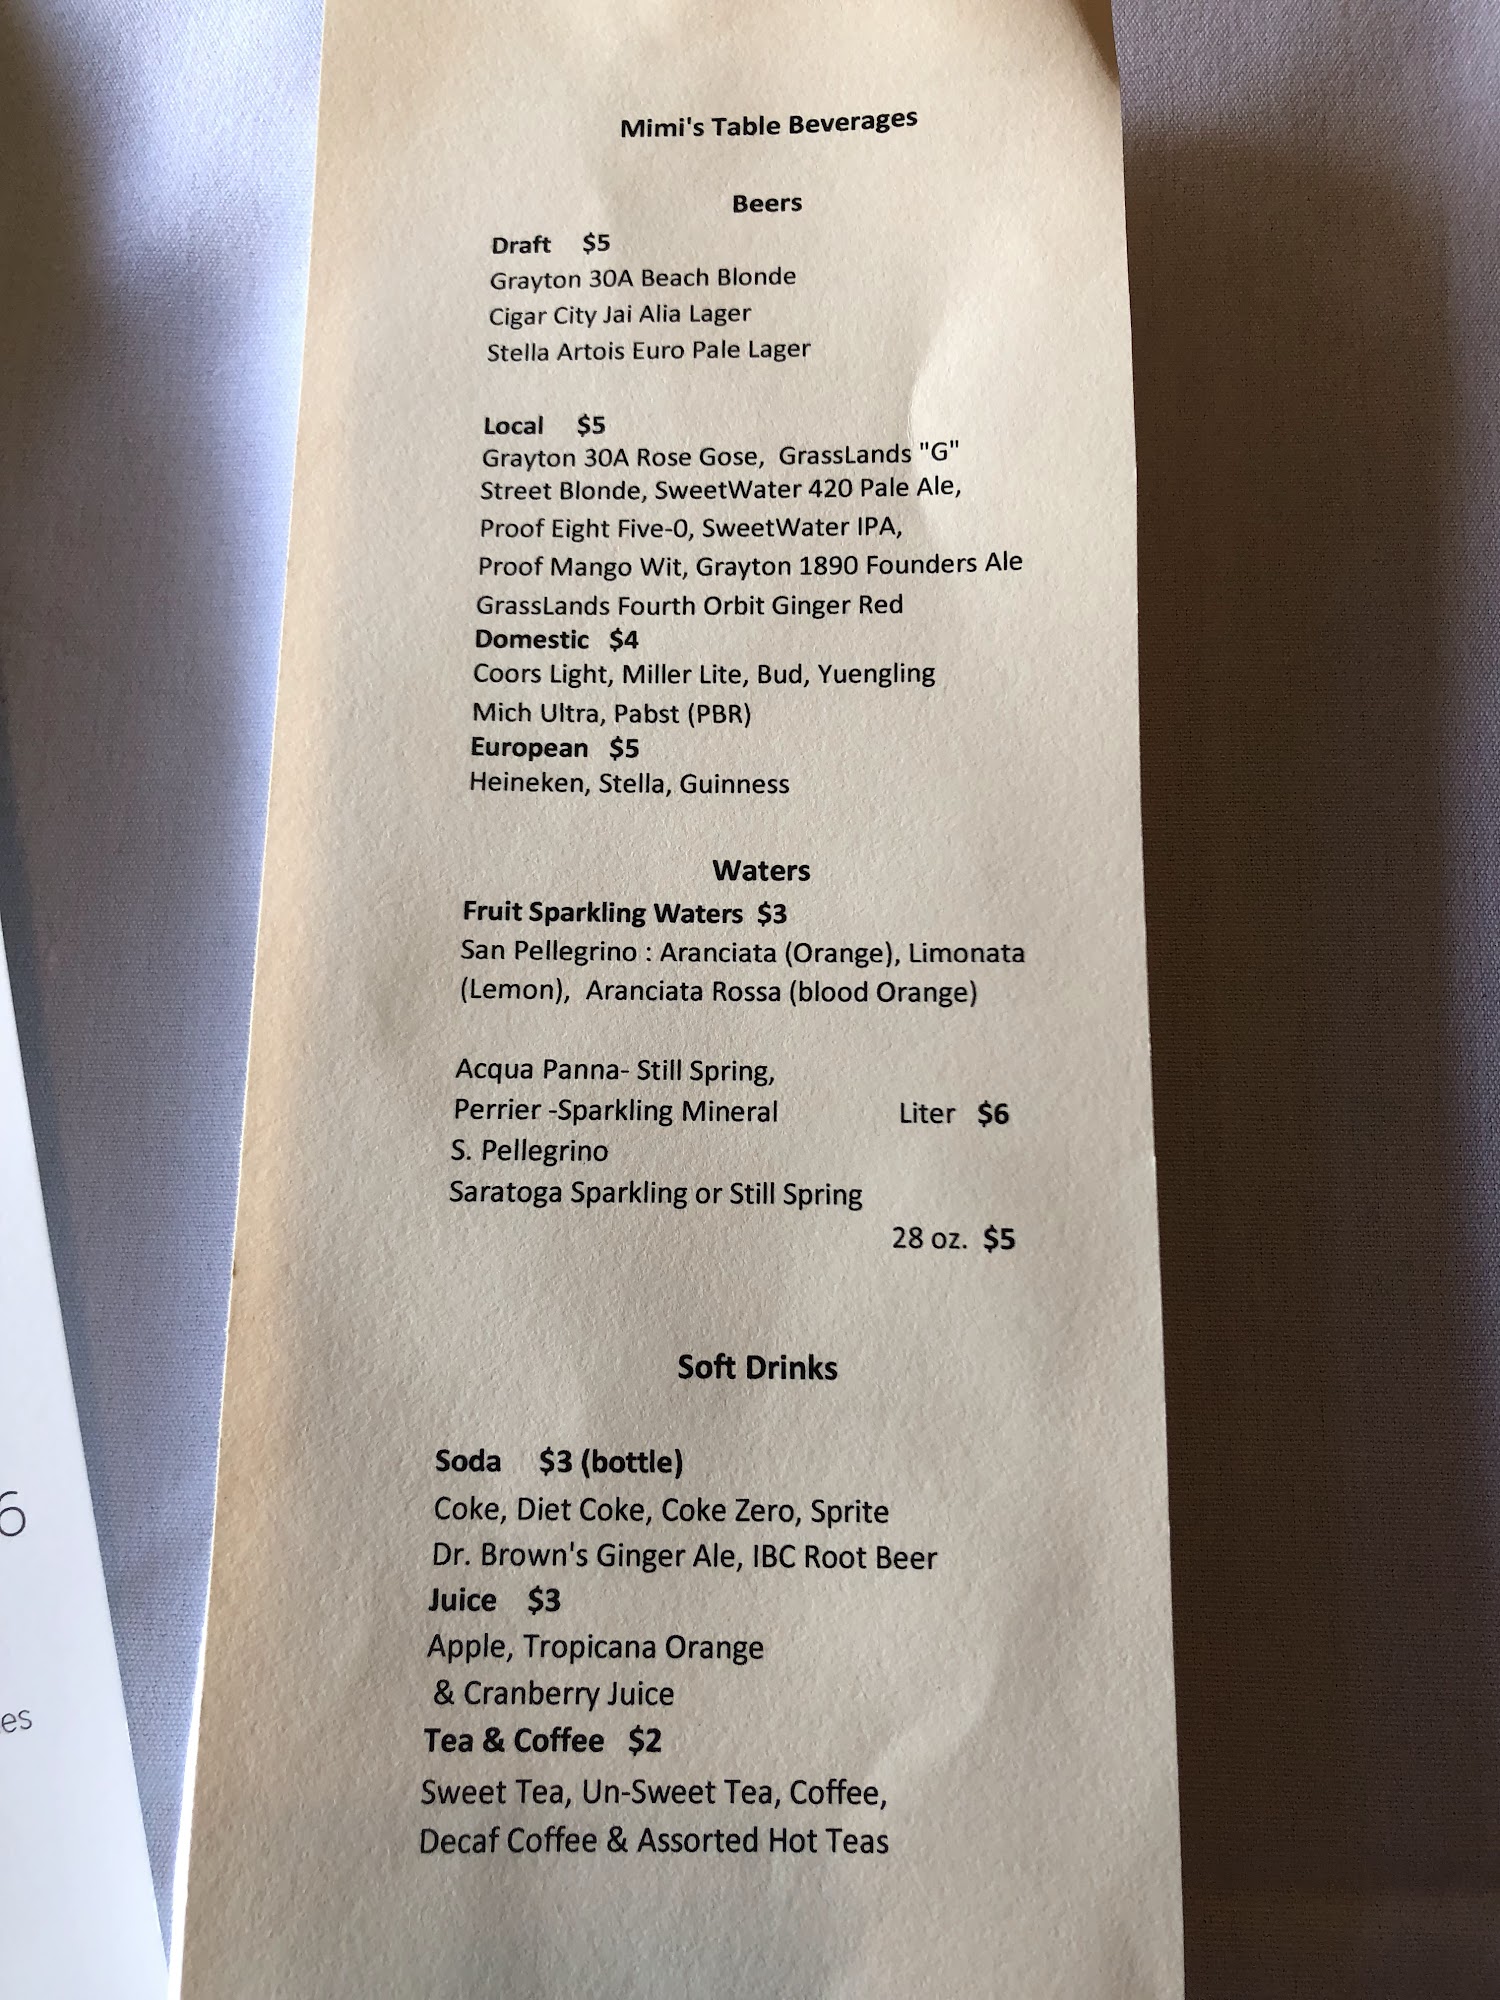 Mimi's Table Beverages
Beers
Draft $5
Grayton 30A Beach Blonde
Cigar City Jai Alia Lager
Stella Artois Euro Pale Lager
Local $5
Grayton 30A Rose Gose, GrassLands "G"
Street Blonde, SweetWater 420 Pale Ale,
Proof Eight Five-0, SweetWater IPA,
Proof Mango Wit, Grayton 1890 Founders Ale
GrassLands Fourth Orbit Ginger Red
Domestic $4
Coors Light, Miller Lite, Bud, Yuengling
Mich Ultra, Pabst (PBR)
European $5
Heineken, Stella, Guinness
Waters
Fruit Sparkling Waters $3
San Pellegrino : Aranciata (Orange), Limonata
(Lemon), Aranciata Rossa (blood Orange)
Acqua Panna- Still Spring,
Perrier -Sparkling Mineral Liter $6
S. Pellegrino
Saratoga Sparkling or Still Spring
28 oz. $5
Soft Drinks
Soda $3 (bottle)
Coke, Diet Coke, Coke Zero, Sprite
Dr. Brown's Ginger Ale, IBC Root Beer
Juice $3
Apple, Tropicana Orange
& Cranberry Juice
Tea & Coffee $2
Sweet Tea, Un-Sweet Tea, Coffee,
Decaf Coffee & Assorted Hot Teas
6
es